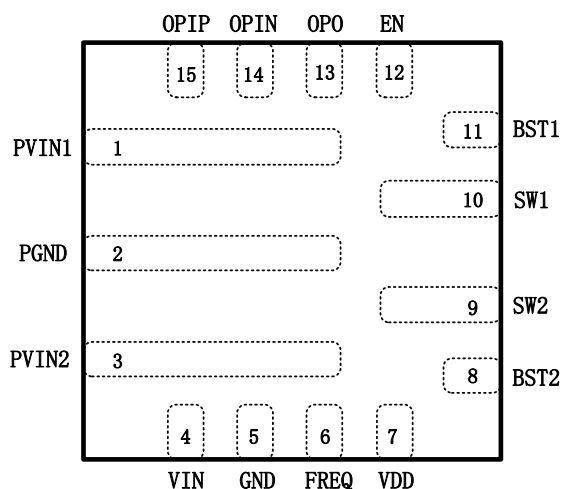 OPIP OPIN OPO EN
15 14 13 12
11 BST1
PVIN1 1
10 SW1
PGND 2
9 SW2
PVIN2 3
8 BST2
4 5 6 7
VIN GND FREQ VDD